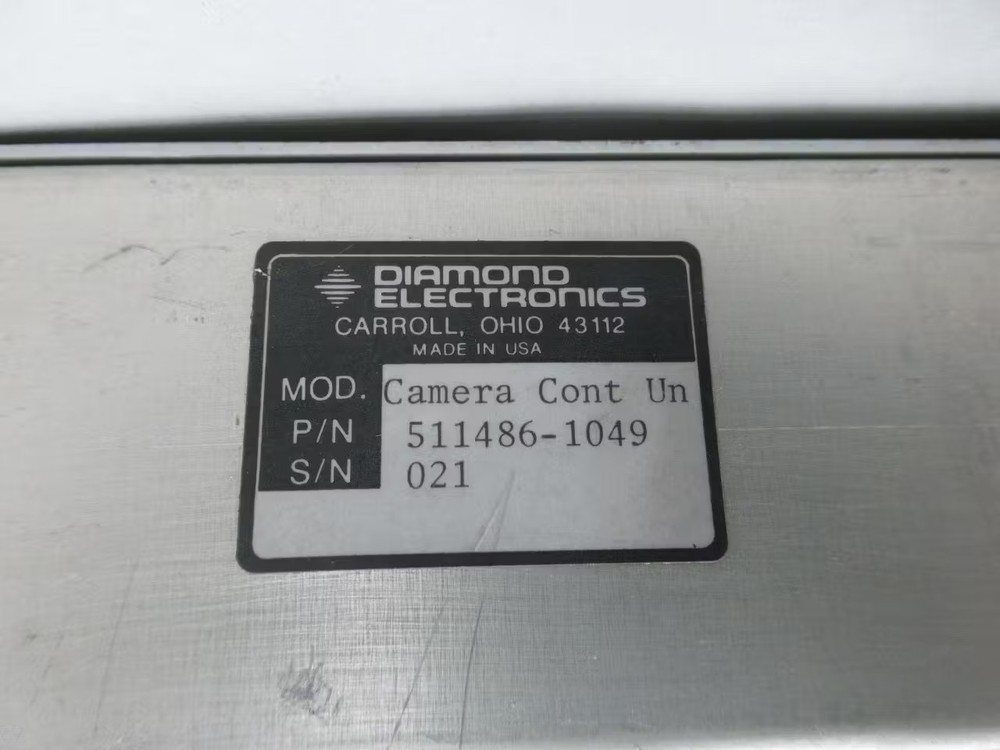 DIAMOND
ELECTRONICS
CARROLL, OHIO 43112
MADE IN USA
MOD. Camera Cont Un
P/N 511486-1049
S/N 021